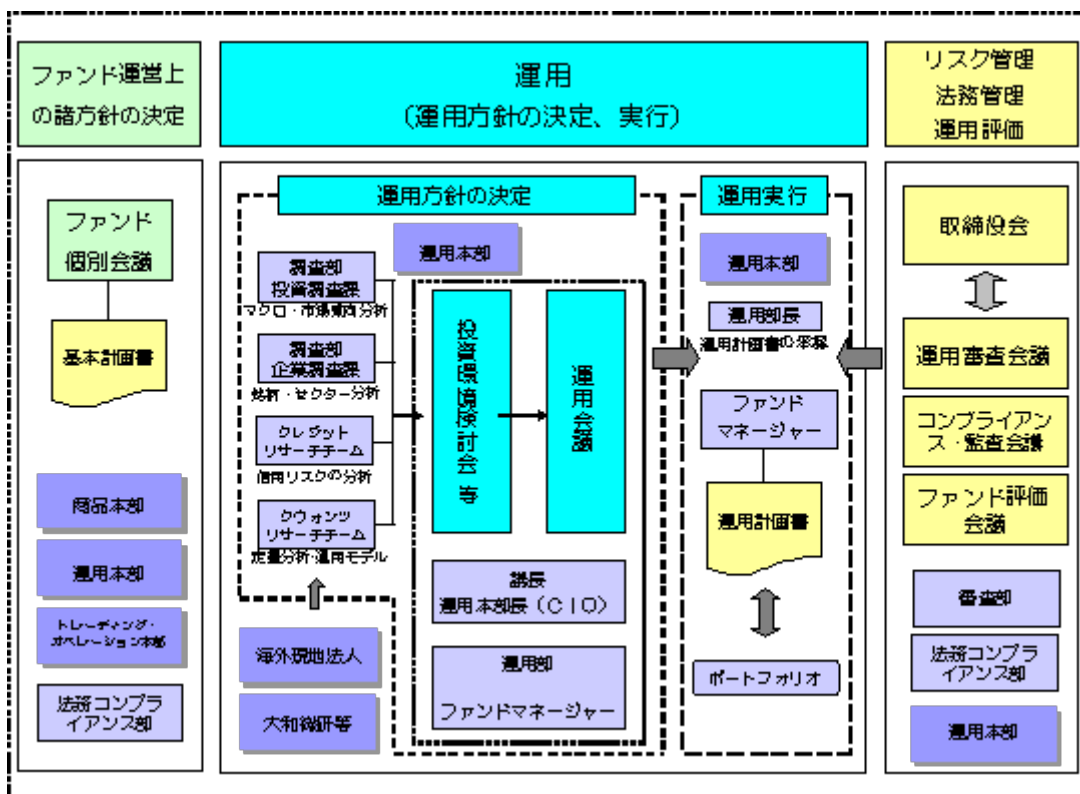 ファンド運営上
の諸方針の決定
運用
(運用方針の決定、実行)
リスク管理
法務管理
運用評価
ファンド
個別会議
基本計画書
商品本部
運用本部
トレーディング・
オペレーション本部
法務コンプラ
イアンス部
運用方針の決定
運用本部
調査部
投資調査課
マクロ・市場動向分析
調査部
企業調査課
銘柄・セクター分析
クレジット
リサーチチーム
信用リスクの分析
クウォンツ
リサーチチーム
定量分析・運用モデル
海外現地法人
大和総研等
投資環境検討会 等
運用会議
議長
運用本部長(CIO)
運用部
ファンドマネージャー
運用実行
運用本部
運用部長
運用計画書の承認
ファンド
マネージャー
運用計画書
ポートフォリオ
取締役会
運用審査会議
コンプライアン
ス・監査会議
ファンド評価
会議
審査部
法務コンプラ
イアンス部
運用本部